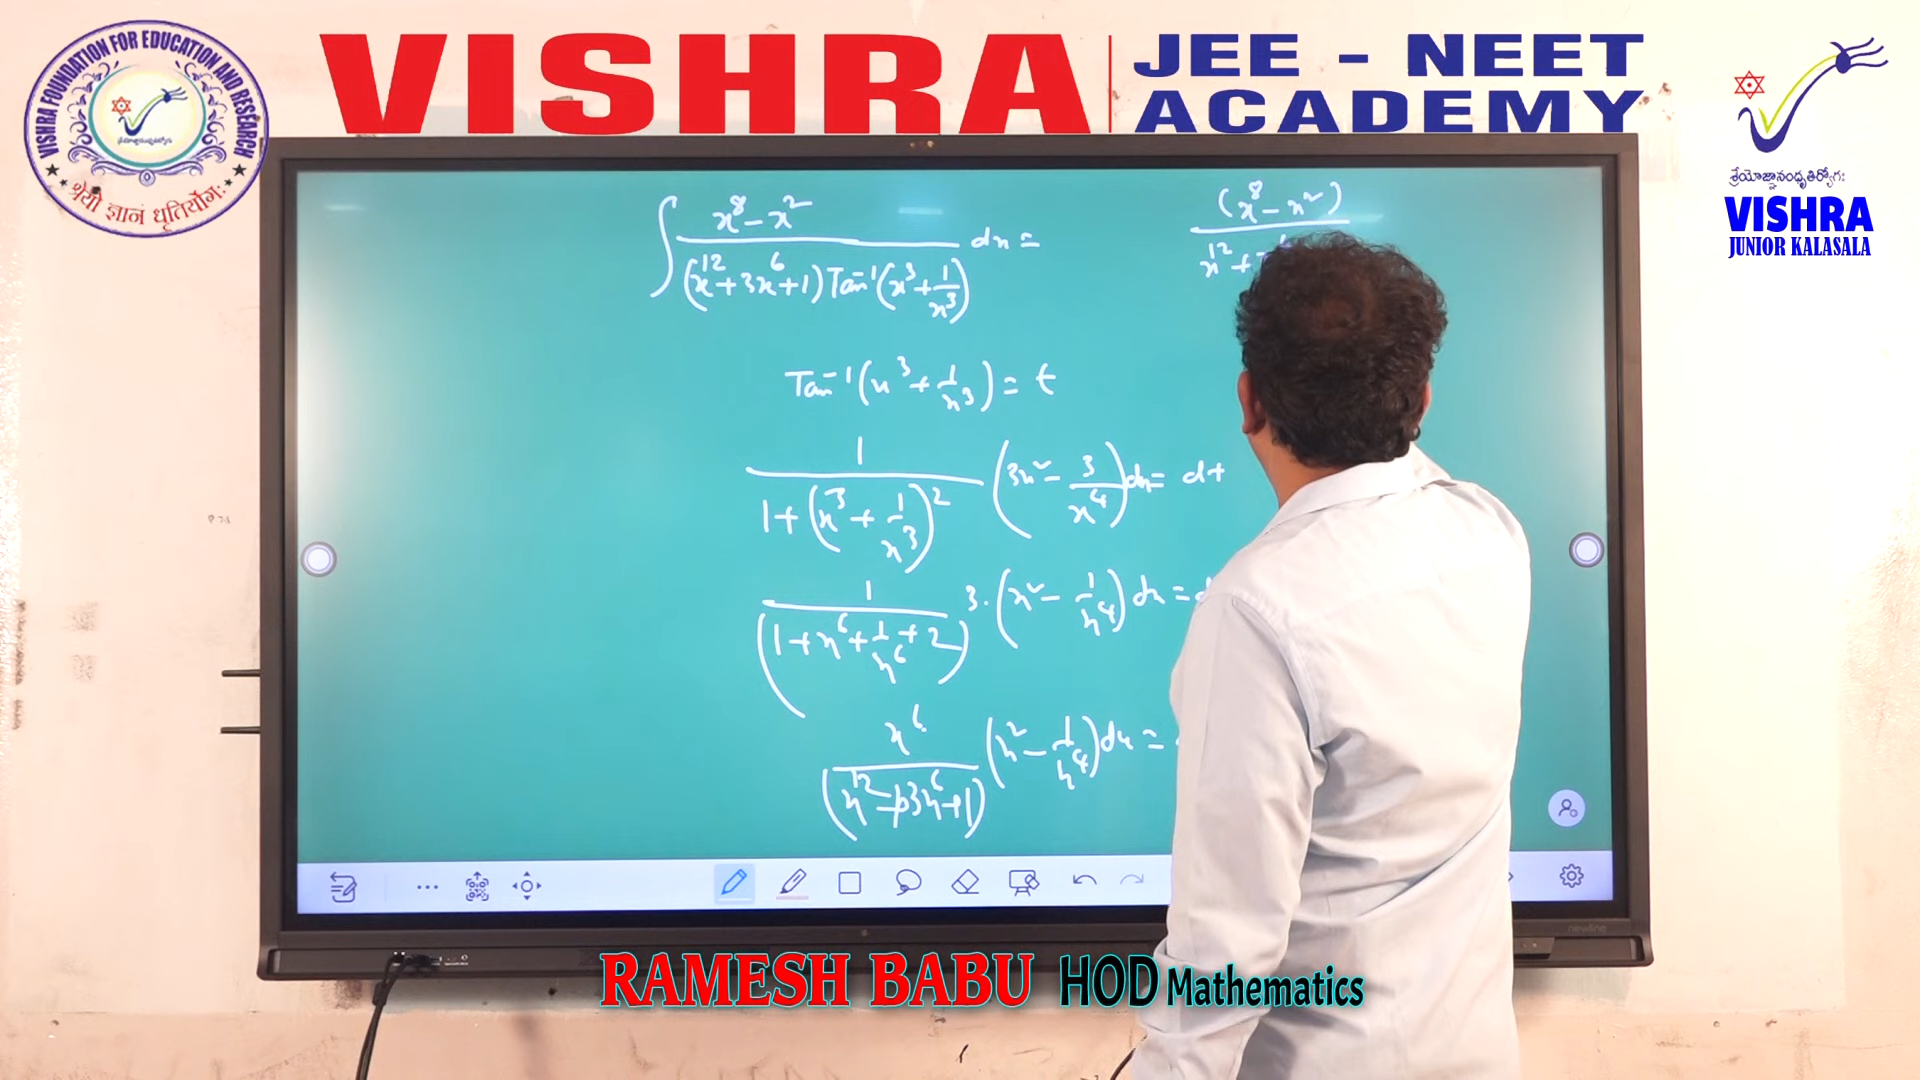 VISHRA FOUNDATION FOR EDUCATION AND RESEARCH
श्रेयो ज्ञानं धृतिर्योगः
VISHRA
JEE - NEET
ACADEMY
శ్రేయోజ్ఞానంధృతిర్యోగః
VISHRA
JUNIOR KALASALA
∫ (x⁸ - x²) / ((x¹² + 3x⁶ + 1) Tan⁻¹(x³ + 1/x³)) dx =
(x⁸ - x²)
x¹² +
Tan⁻¹(x³ + 1/x³) = t
1 / (1 + (x³ + 1/x³)²) (3x² - 3/x⁴) dx = dt
1 / (1 + x⁶ + 1/x⁶ + 2) 3. (x² - 1/x⁴) dx =
x⁶ / (x¹² + 3x⁶ + 1) (x² - 1/x⁴) dx =
newline
RAMESH BABU HOD Mathematics